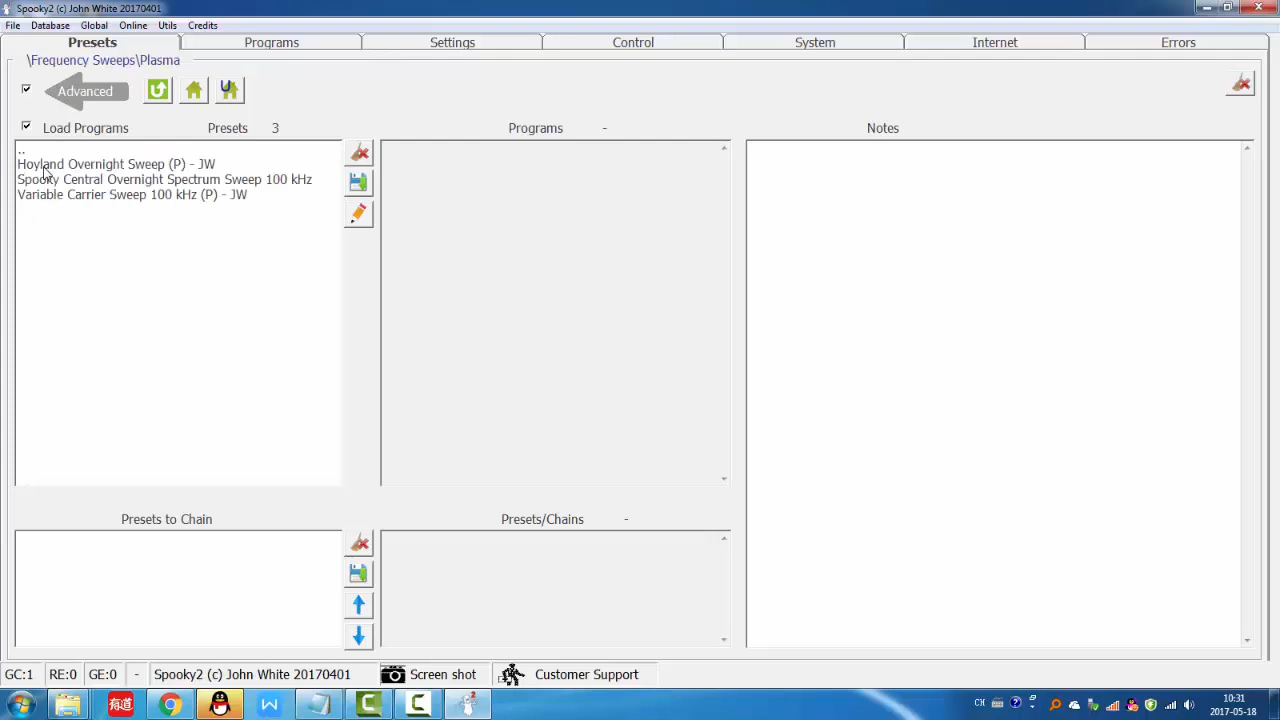 Spooky2 (c) John White 20170401
File Database Global Online Utils Credits
Presets Programs Settings Control System Internet Errors
\Frequency Sweeps\Plasma
Advanced
Load Programs Presets 3 Programs - Notes
..
Hoyland Overnight Sweep (P) - JW
Spooky Central Overnight Spectrum Sweep 100 kHz
Variable Carrier Sweep 100 kHz (P) - JW
Presets to Chain Presets/Chains -
GC:1 RE:0 GE:0 - Spooky2 (c) John White 20170401 Screen shot Customer Support
有道 CH 10:31
2017-05-18